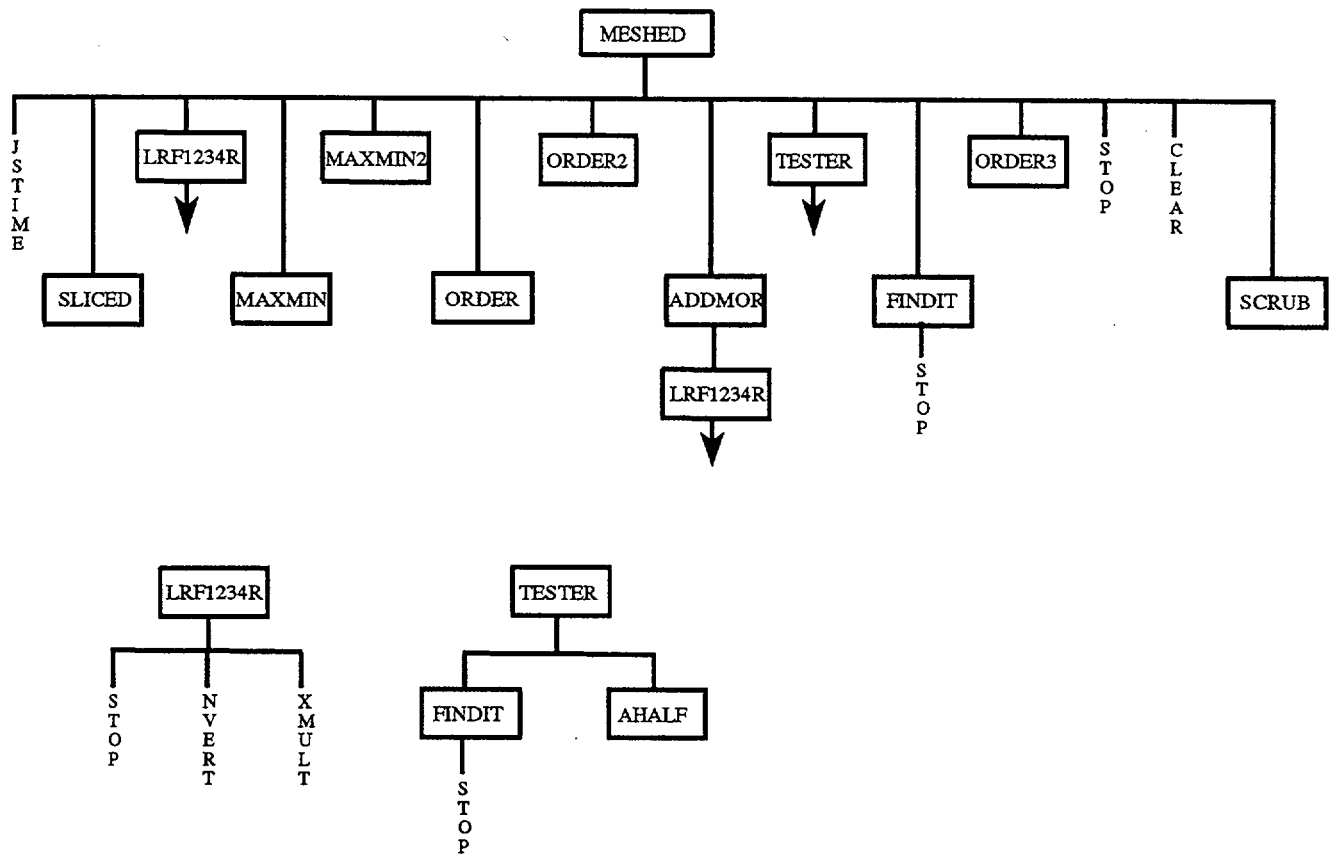 MESHED
JSTIME
SLICED
LRF1234R
MAXMIN
MAXMIN2
ORDER
ORDER2
ADDMOR
LRF1234R
TESTER
FINDIT
STOP
ORDER3
STOP
CLEAR
SCRUB
LRF1234R
STOP
NVERT
XMULT
TESTER
FINDIT
STOP
AHALF